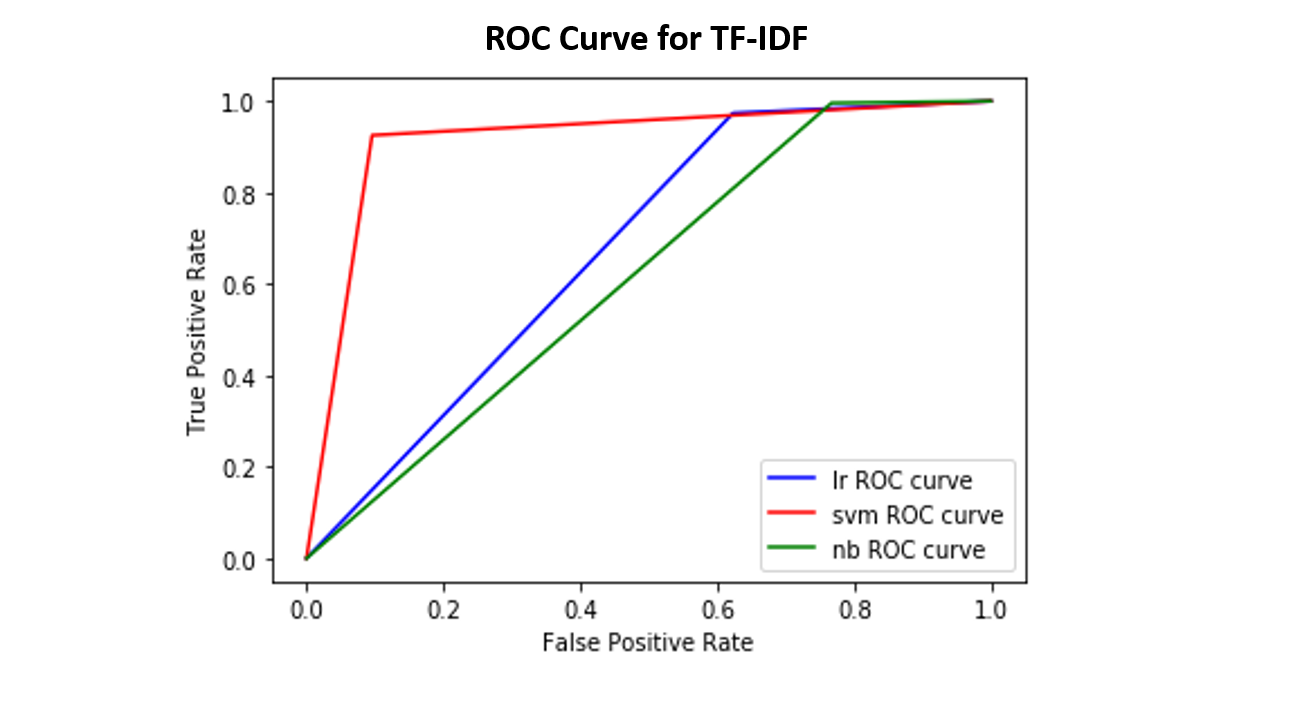 ROC Curve for TF-IDF
1.0
0.8
0.6
0.4
0.2
0.0
True Positive Rate
lr ROC curve
svm ROC curve
nb ROC curve
0.0 0.2 0.4 0.6 0.8 1.0
False Positive Rate